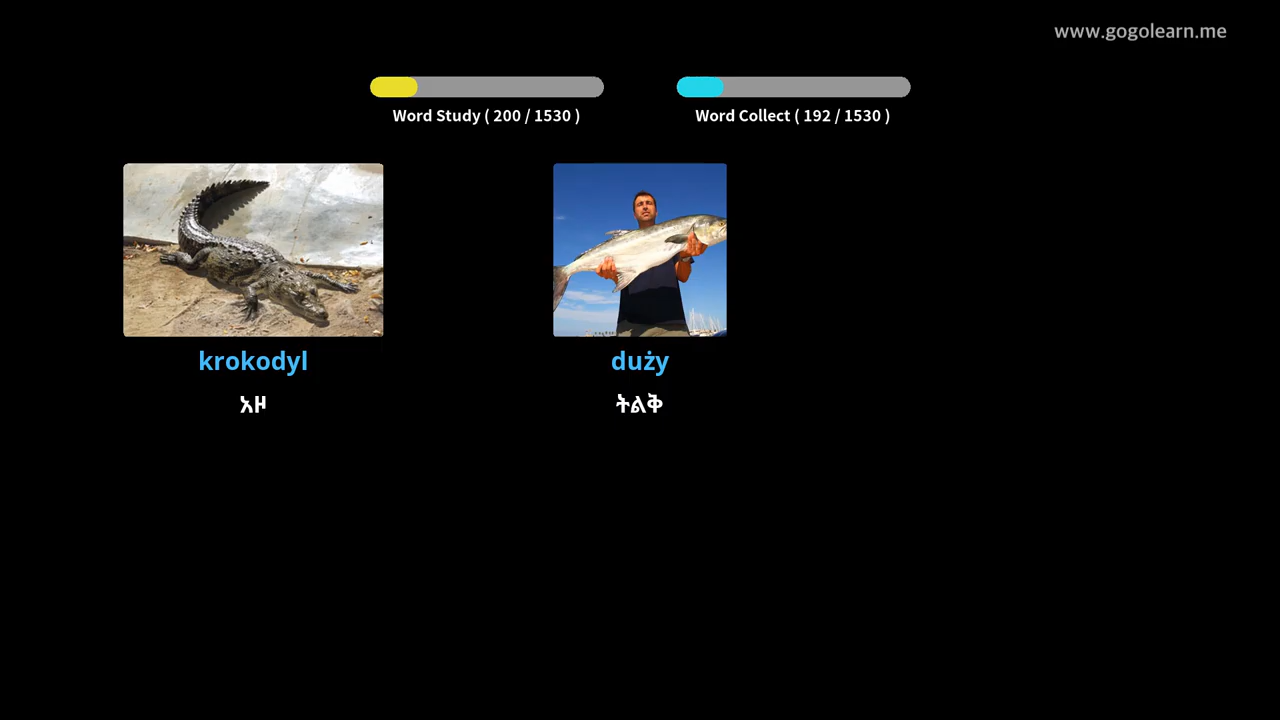 www.gogolearn.me
Word Study ( 200 / 1530 )
Word Collect ( 192 / 1530 )
krokodyl
duży
አዞ
ትልቅ